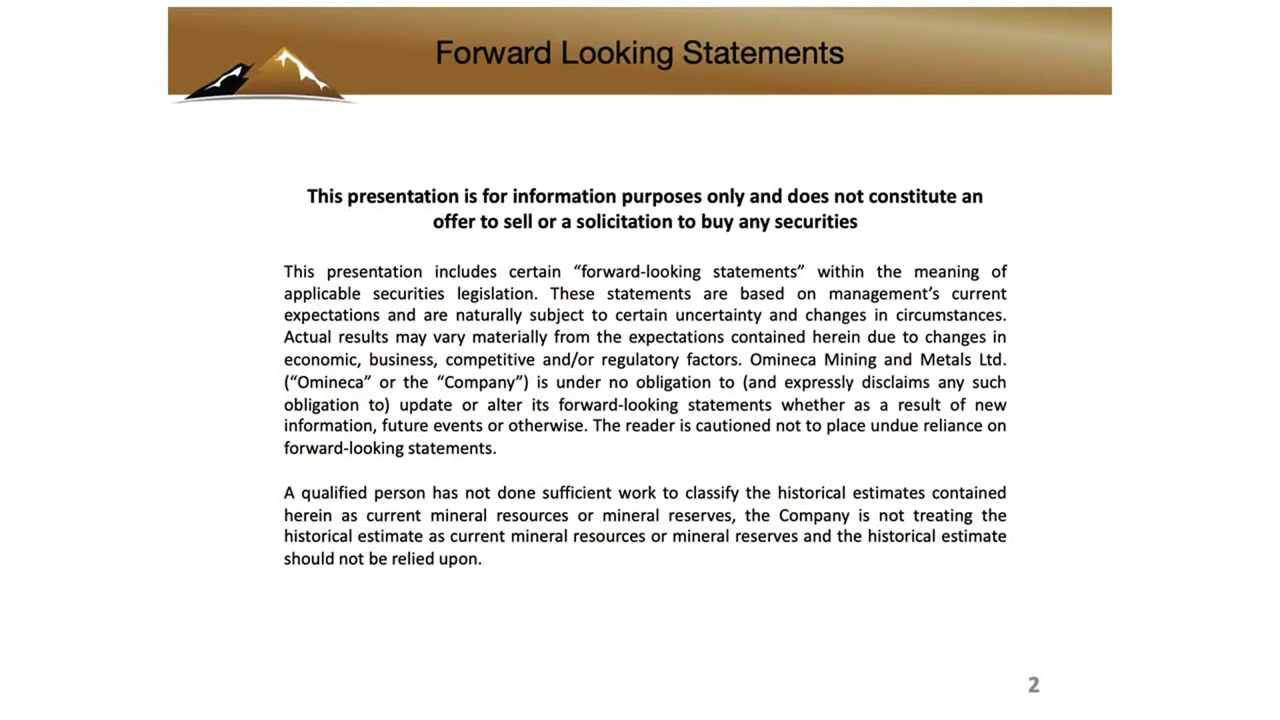 Forward Looking Statements
This presentation is for information purposes only and does not constitute an
offer to sell or a solicitation to buy any securities
This presentation includes certain “forward-looking statements” within the meaning of
applicable securities legislation. These statements are based on management’s current
expectations and are naturally subject to certain uncertainty and changes in circumstances.
Actual results may vary materially from the expectations contained herein due to changes in
economic, business, competitive and/or regulatory factors. Omineca Mining and Metals Ltd.
(“Omineca” or the “Company”) is under no obligation to (and expressly disclaims any such
obligation to) update or alter its forward-looking statements whether as a result of new
information, future events or otherwise. The reader is cautioned not to place undue reliance on
forward-looking statements.
A qualified person has not done sufficient work to classify the historical estimates contained
herein as current mineral resources or mineral reserves, the Company is not treating the
historical estimate as current mineral resources or mineral reserves and the historical estimate
should not be relied upon.
2